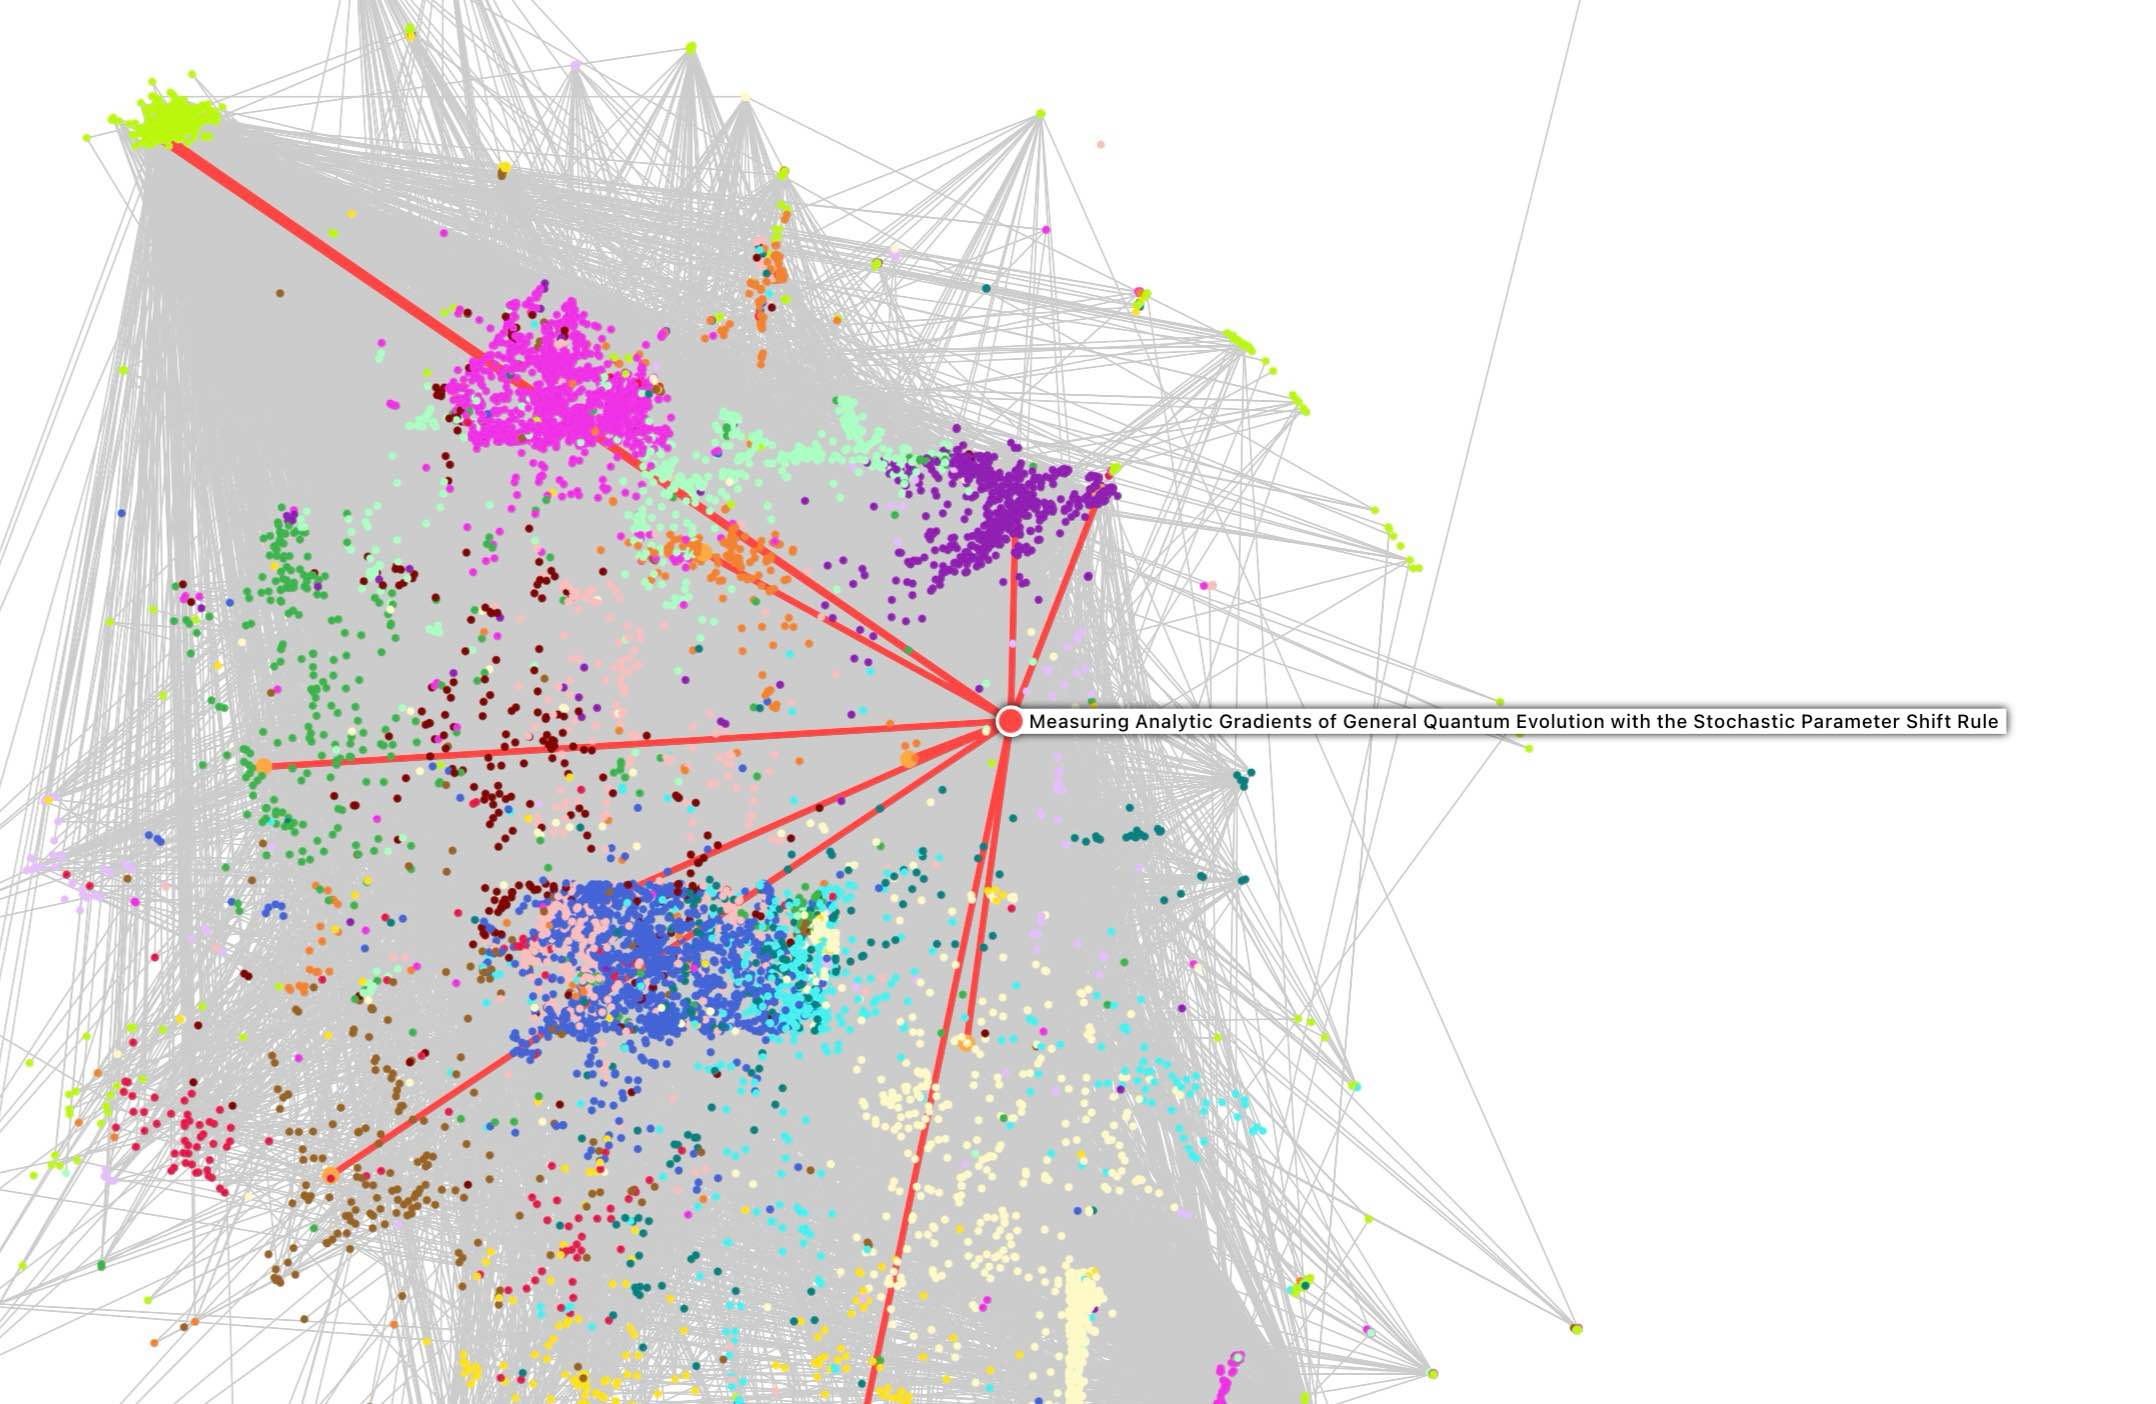 Measuring Analytic Gradients of General Quantum Evolution with the Stochastic Parameter Shift Rule